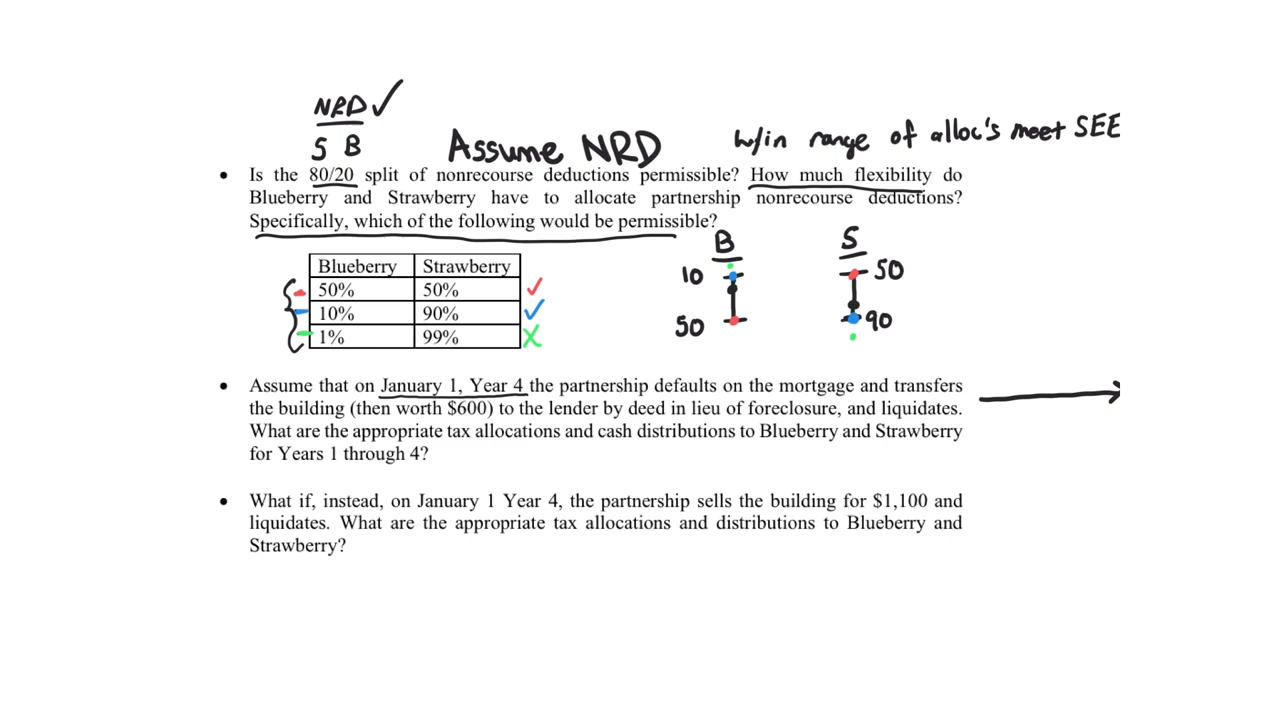 NRD ✓
S B
Assume NRD
w/in range of alloc's meet SEE
• Is the 80/20 split of nonrecourse deductions permissible? How much flexibility do
Blueberry and Strawberry have to allocate partnership nonrecourse deductions?
Specifically, which of the following would be permissible?
Blueberry Strawberry
50% 50% ✓
10% 90% ✓
1% 99% X
B S
10 50
50 90
• Assume that on January 1, Year 4 the partnership defaults on the mortgage and transfers
the building (then worth $600) to the lender by deed in lieu of foreclosure, and liquidates.
What are the appropriate tax allocations and cash distributions to Blueberry and Strawberry
for Years 1 through 4?
• What if, instead, on January 1 Year 4, the partnership sells the building for $1,100 and
liquidates. What are the appropriate tax allocations and distributions to Blueberry and
Strawberry?